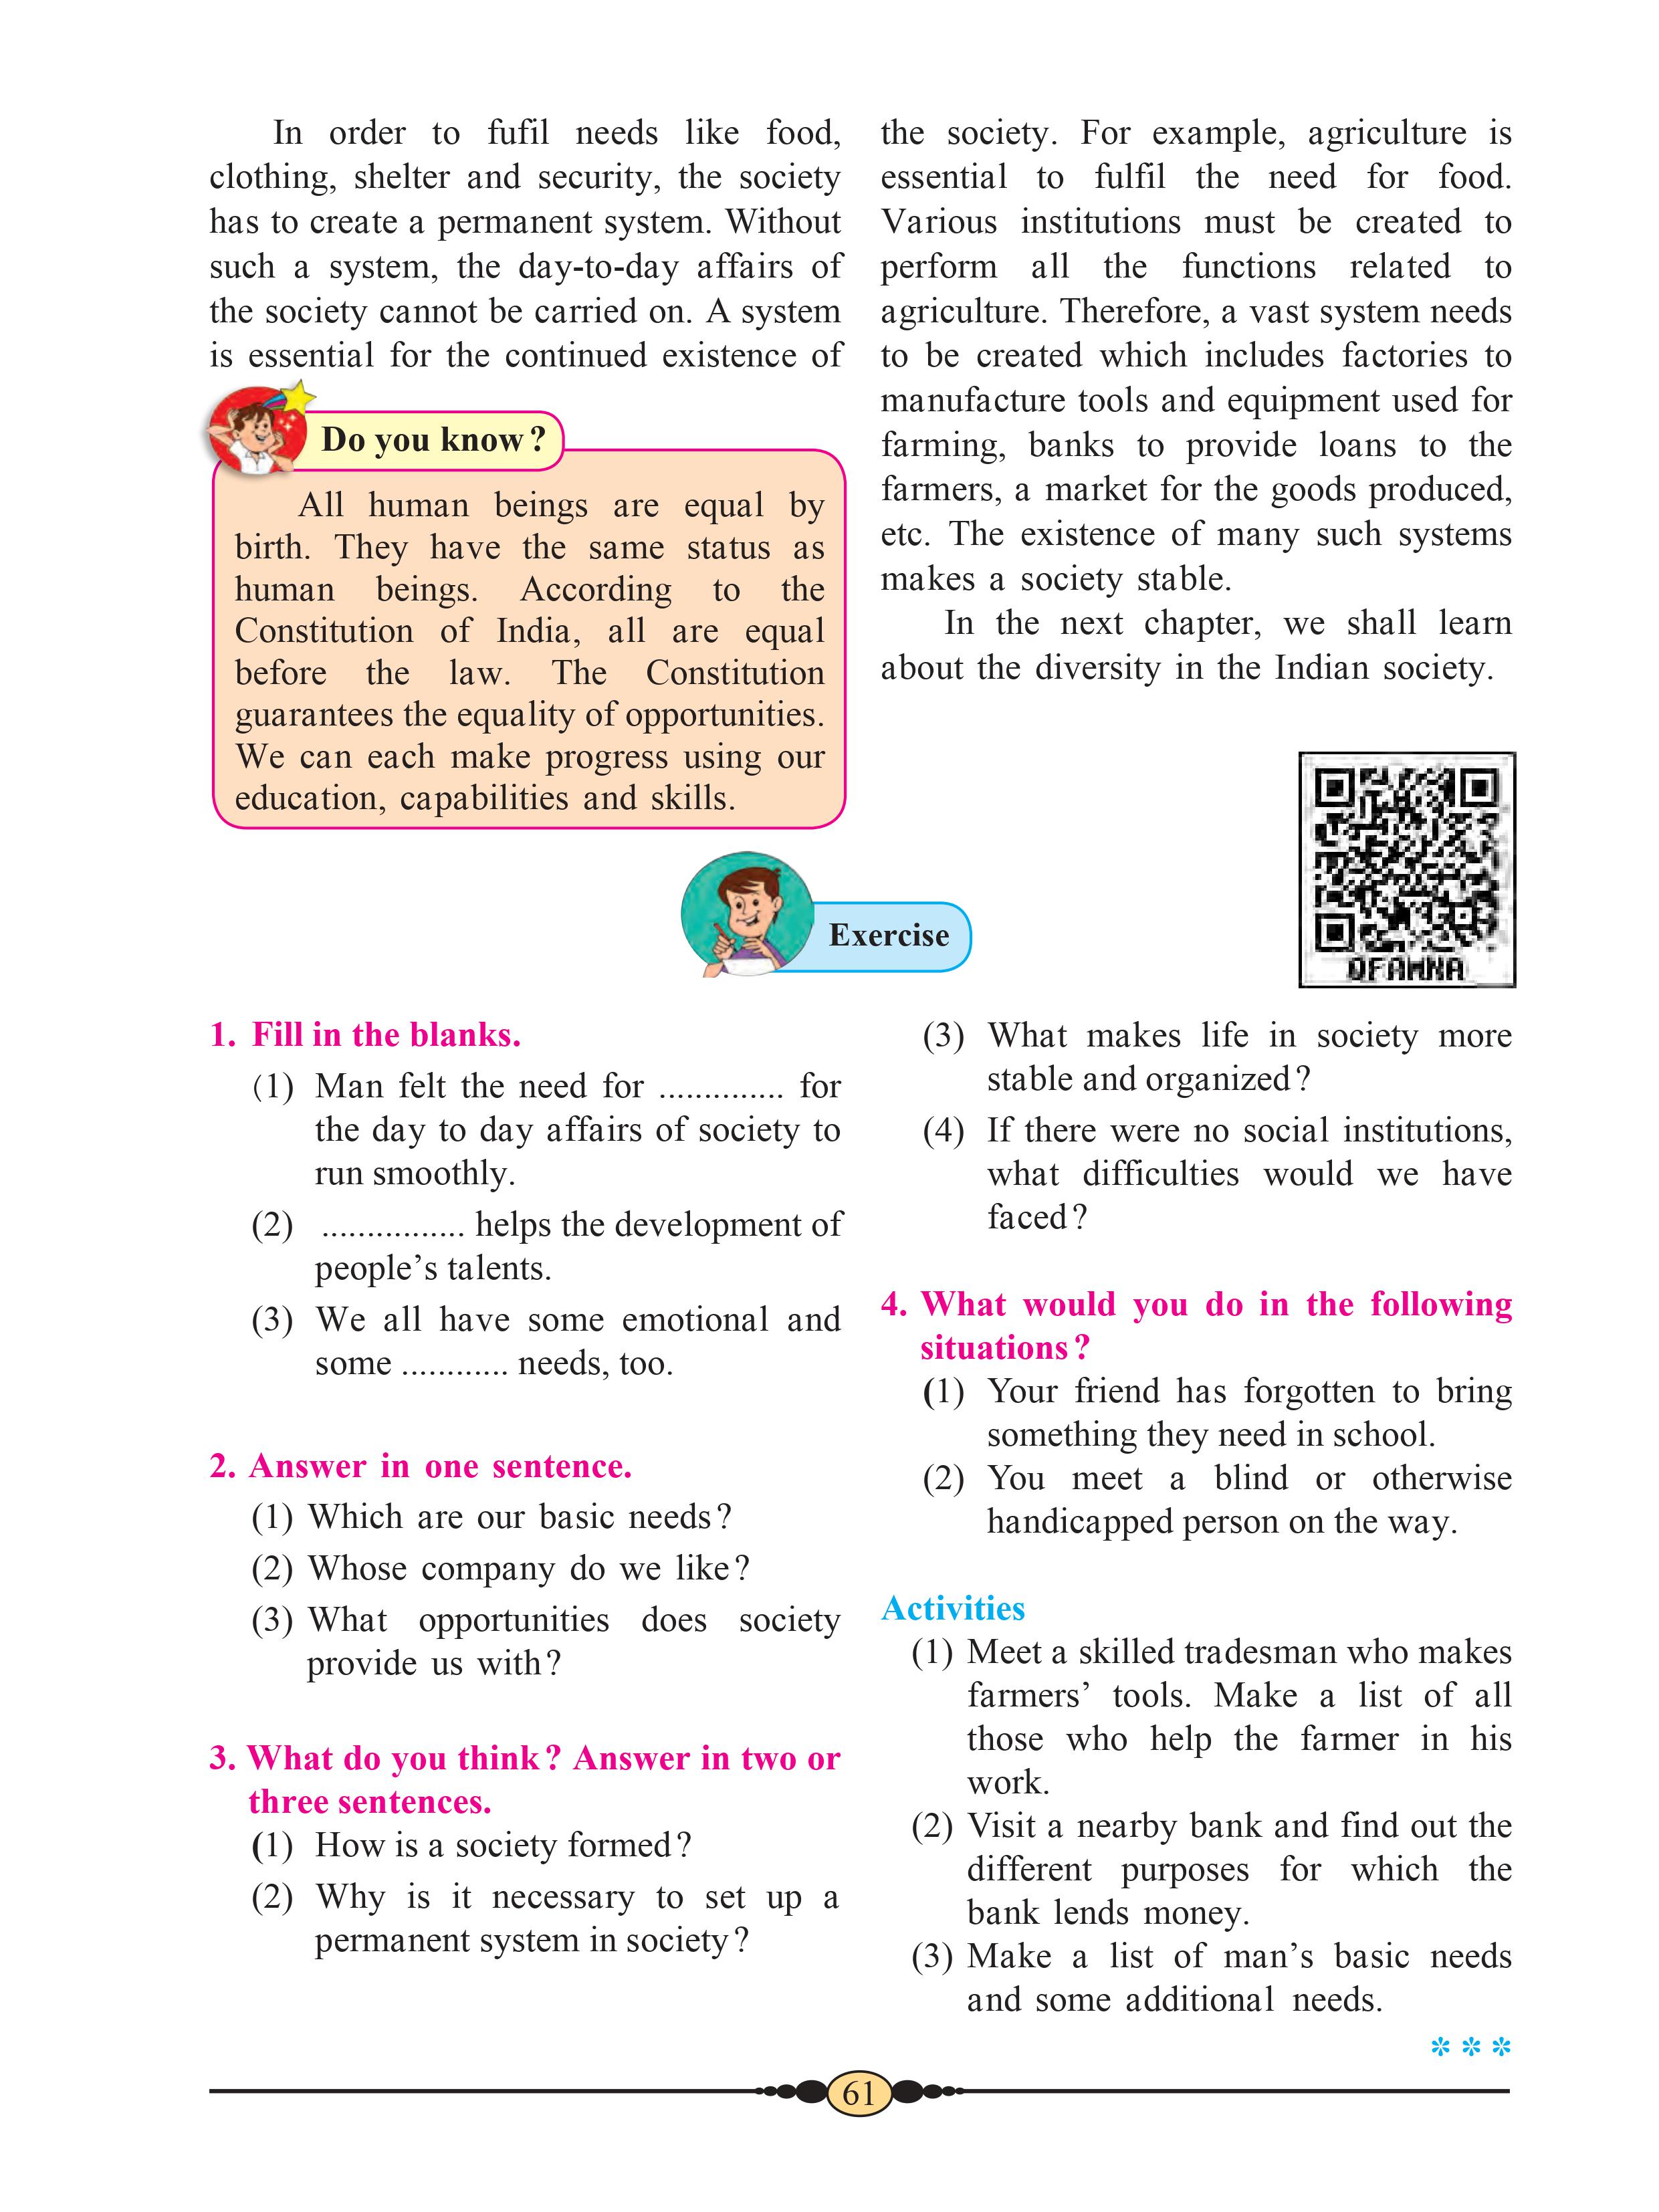 In order to fufil needs like food,
clothing, shelter and security, the society
has to create a permanent system. Without
such a system, the day-to-day affairs of
the society cannot be carried on. A system
is essential for the continued existence of
Do you know?
All human beings are equal by
birth. They have the same status as
human beings. According to the
Constitution of India, all are equal
before the law. The Constitution
guarantees the equality of opportunities.
We can each make progress using our
education, capabilities and skills.
the society. For example, agriculture is
essential to fulfil the need for food.
Various institutions must be created to
perform all the functions related to
agriculture. Therefore, a vast system needs
to be created which includes factories to
manufacture tools and equipment used for
farming, banks to provide loans to the
farmers, a market for the goods produced,
etc. The existence of many such systems
makes a society stable.
In the next chapter, we shall learn
about the diversity in the Indian society.
Exercise
1. Fill in the blanks.
(1) Man felt the need for .............. for
the day to day affairs of society to
run smoothly.
(2) ................ helps the development of
people's talents.
(3) We all have some emotional and
some ............ needs, too.
2. Answer in one sentence.
(1) Which are our basic needs?
(2) Whose company do we like?
(3) What opportunities does society
provide us with?
3. What do you think? Answer in two or
three sentences.
(1) How is a society formed?
(2) Why is it necessary to set up a
permanent system in society?
(3) What makes life in society more
stable and organized?
(4) If there were no social institutions,
what difficulties would we have
faced?
4. What would you do in the following
situations?
(1) Your friend has forgotten to bring
something they need in school.
(2) You meet a blind or otherwise
handicapped person on the way.
Activities
(1) Meet a skilled tradesman who makes
farmers' tools. Make a list of all
those who help the farmer in his
work.
(2) Visit a nearby bank and find out the
different purposes for which the
bank lends money.
(3) Make a list of man's basic needs
and some additional needs.
* * *
61